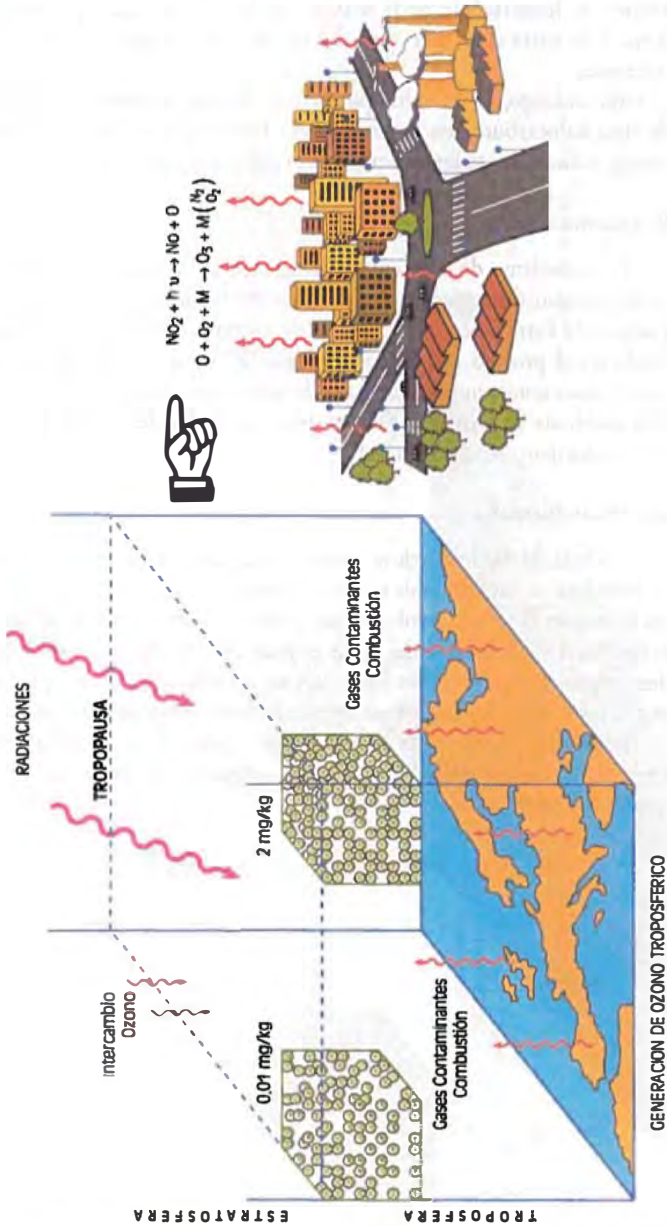 RADIACIONES
TROPOPAUSA
Intercambio
Ozono
0,01 mg/kg
2 mg/kg
Gases Contaminantes
Combustión
Gases Contaminantes
Combustión
ESTRATOSFERA
TROPOSFERA
No₂ + h υ → No + O
O + o₂ + M → O₃ + M (N₂ O₂)
GENERACION DE OZONO TROPOSFERICO